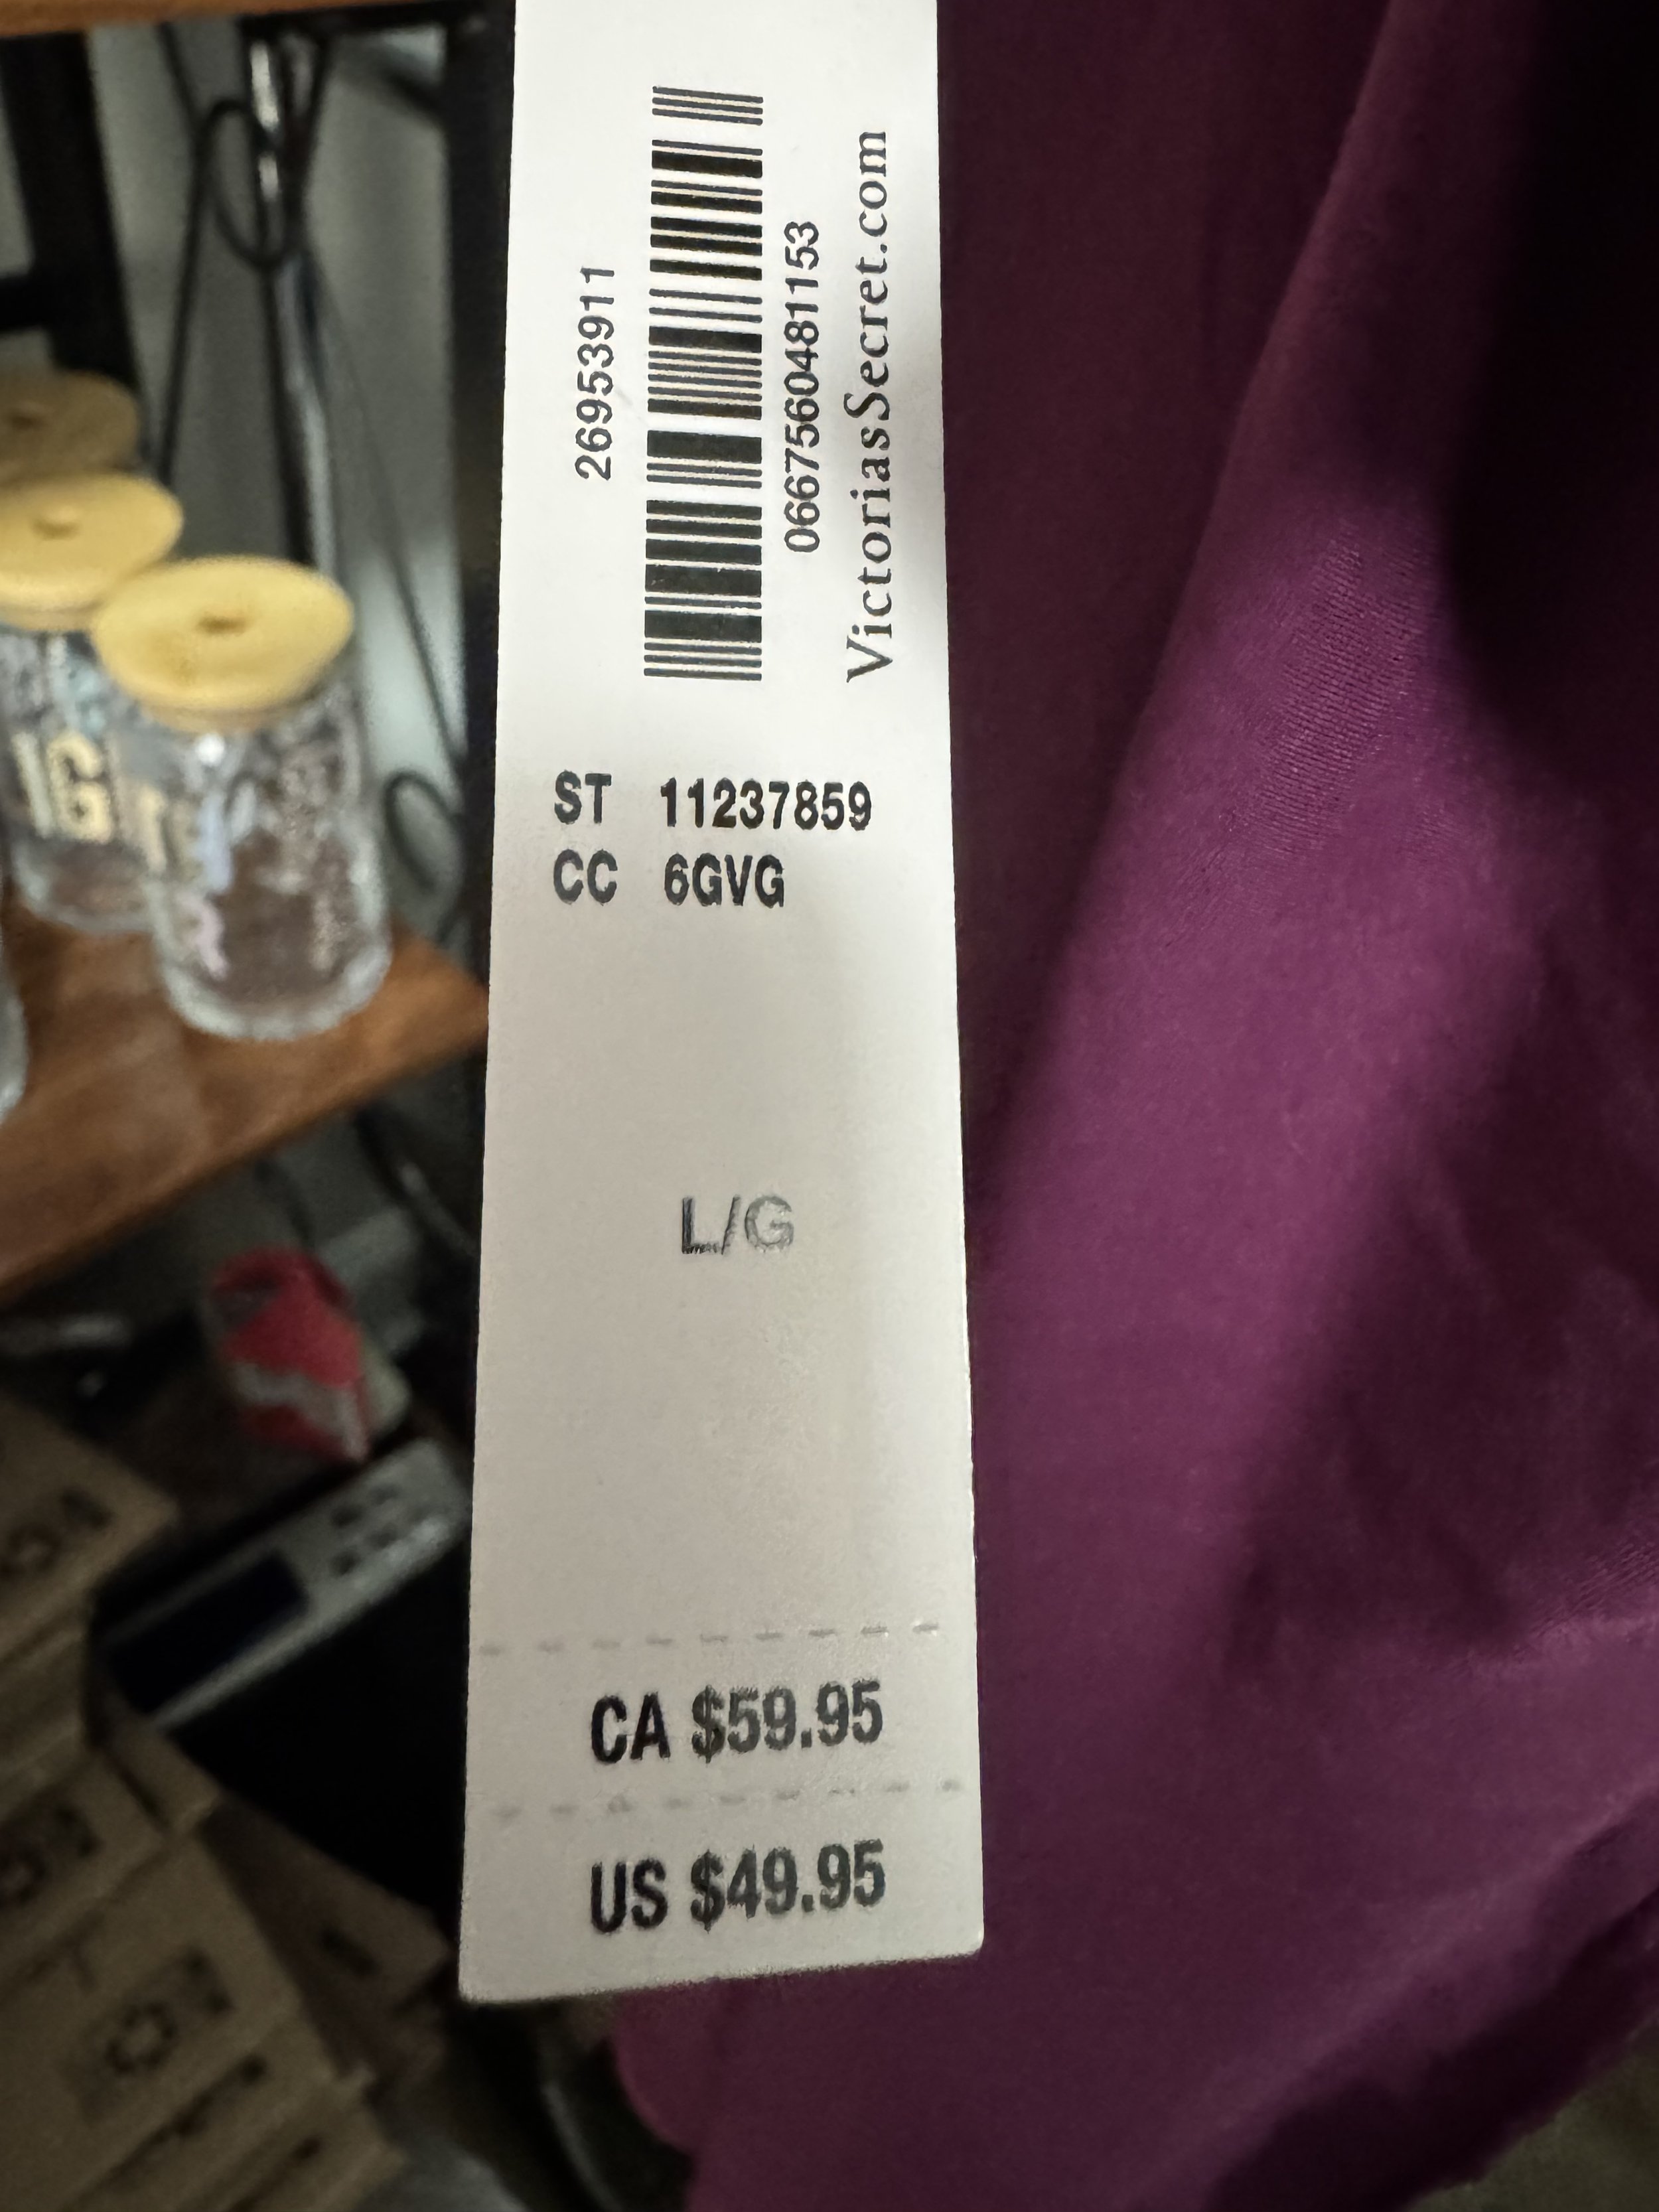 26953911
0667560481153
VictoriasSecret.com
ST 11237859
CC 6GVG
L/G
CA $59.95
US $49.95